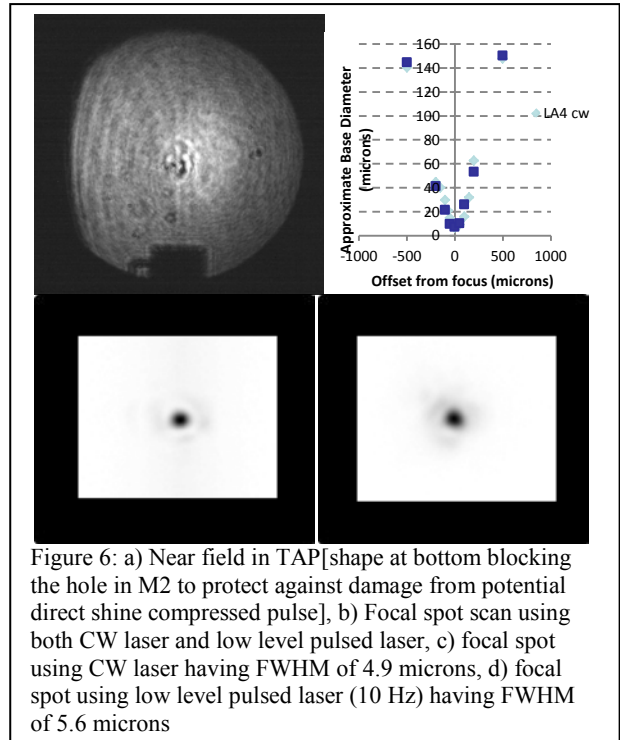 160
140
120
100
80
60
40
20
0
Approximate Base Diameter
(microns)
LA4 cw
-1000
-500
0
500
1000
Offset from focus (microns)
Figure 6: a) Near field in TAP[shape at bottom blocking
the hole in M2 to protect against damage from potential
direct shine compressed pulse], b) Focal spot scan using
both CW laser and low level pulsed laser, c) focal spot
using CW laser having FWHM of 4.9 microns, d) focal
spot using low level pulsed laser (10 Hz) having FWHM
of 5.6 microns